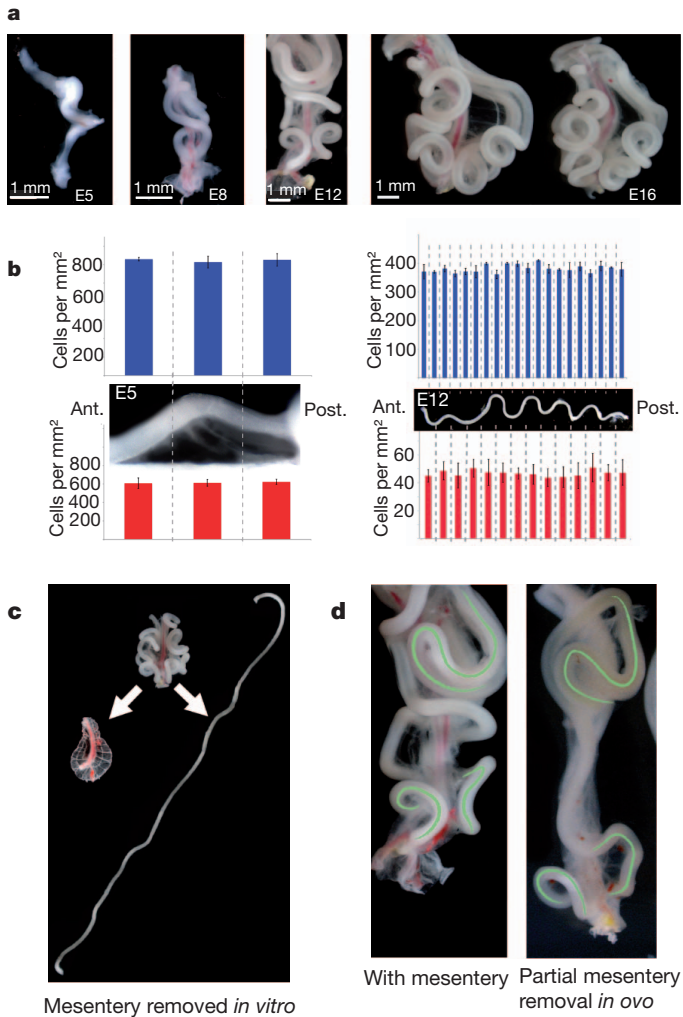 a
1 mm E5
1 mm E8
1 mm E12
1 mm E16
b
Cells per mm²
800
600
400
200
Ant. E5 Post.
Cells per mm²
800
600
400
200
Cells per mm²
400
300
200
100
Ant. E12 Post.
Cells per mm²
60
40
20
c
Mesentery removed in vitro
d
With mesentery
Partial mesentery
removal in ovo